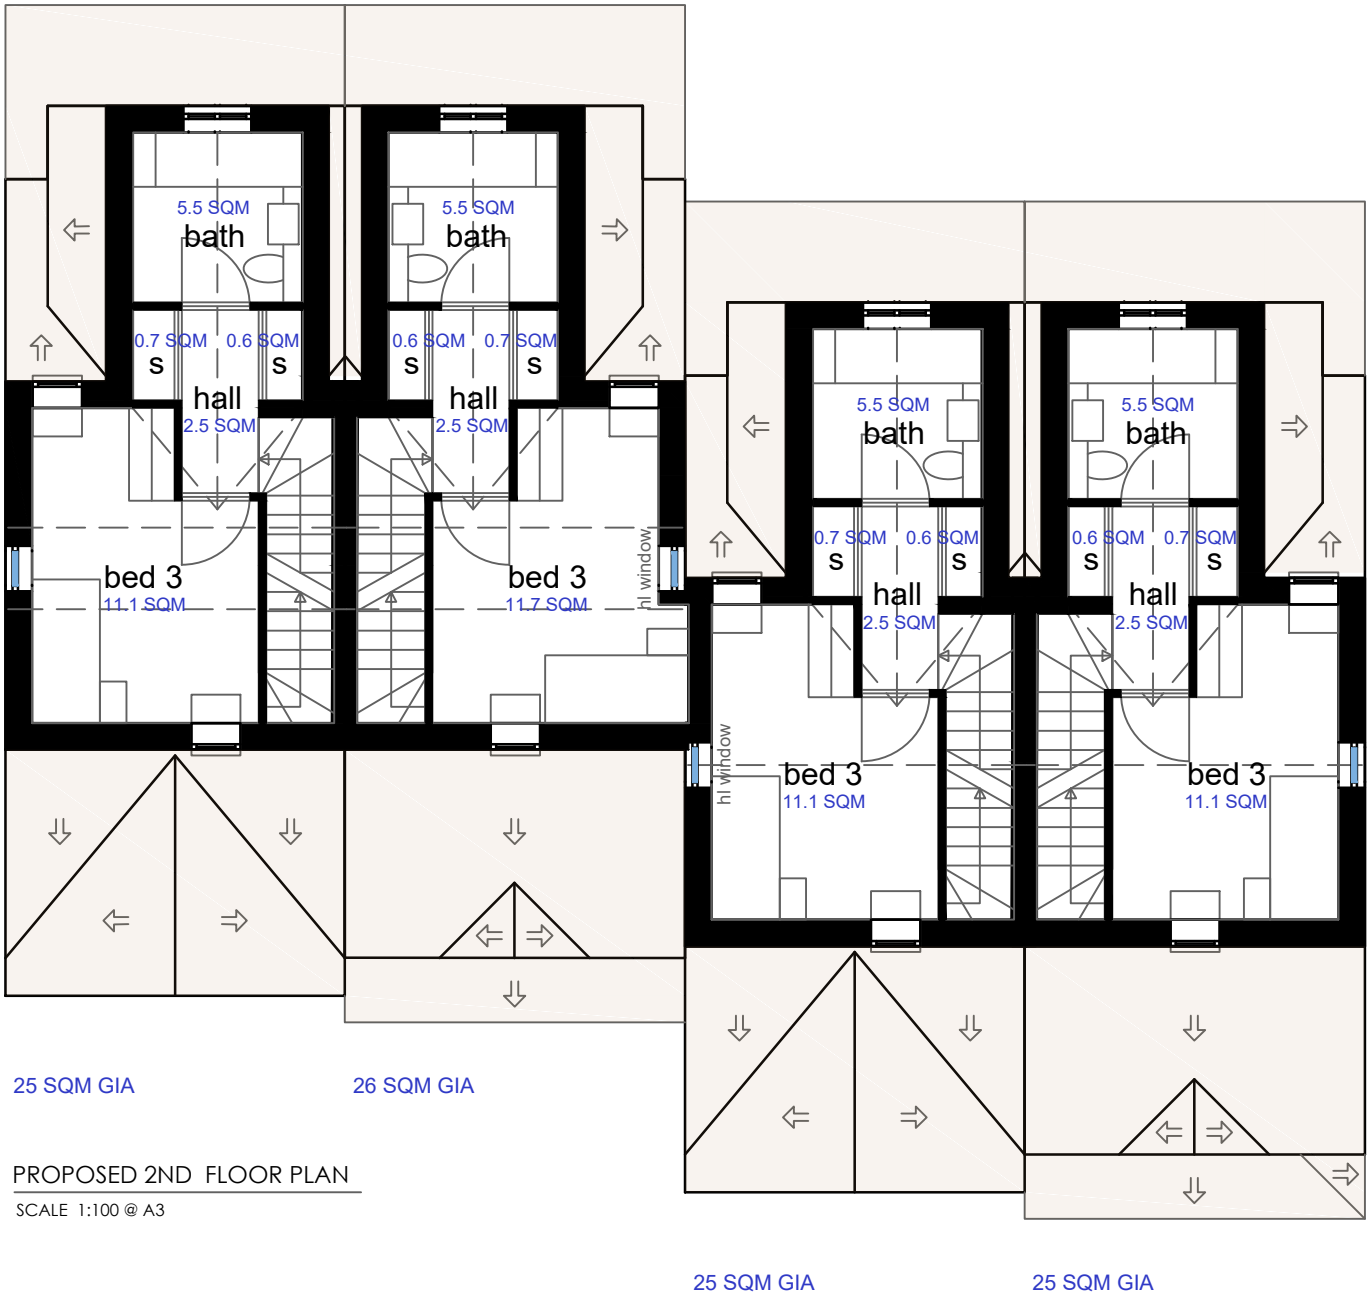 5.5 SQM
bath
0.7 SQM
s
0.6 SQM
s
hall
2.5 SQM
bed 3
11.1 SQM
5.5 SQM
bath
0.6 SQM
s
0.7 SQM
s
hall
2.5 SQM
bed 3
11.7 SQM
hl window
5.5 SQM
bath
0.7 SQM
s
0.6 SQM
s
hall
2.5 SQM
hl window
bed 3
11.1 SQM
5.5 SQM
bath
0.6 SQM
s
0.7 SQM
s
hall
2.5 SQM
bed 3
11.1 SQM
25 SQM GIA
26 SQM GIA
PROPOSED 2ND FLOOR PLAN
SCALE 1:100 @ A3
25 SQM GIA
25 SQM GIA